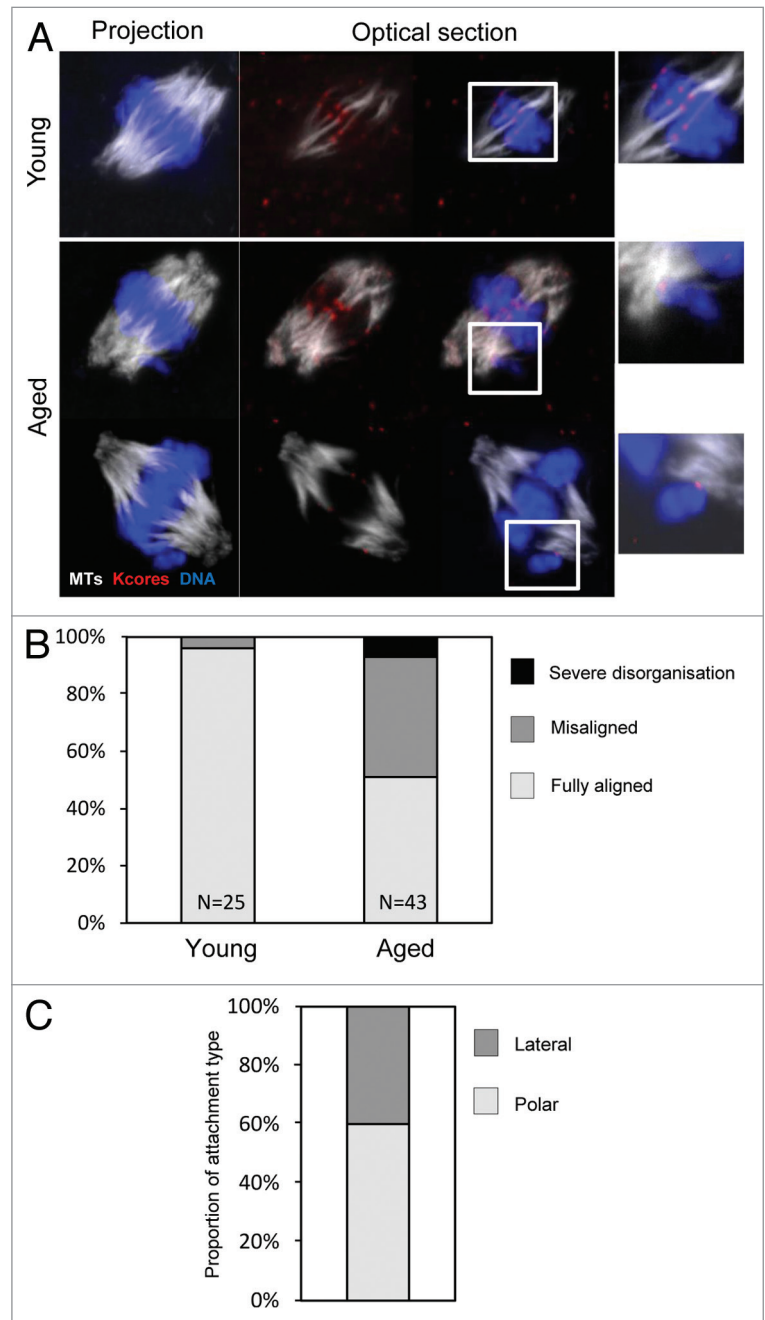 A
Projection
Optical section
Young
Aged
MTs Kcores DNA
B
100%
80%
60%
40%
20%
0%
N=25
N=43
Young
Aged
Severe disorganisation
Misaligned
Fully aligned
C
Proportion of attachment type
100%
80%
60%
40%
20%
0%
Lateral
Polar